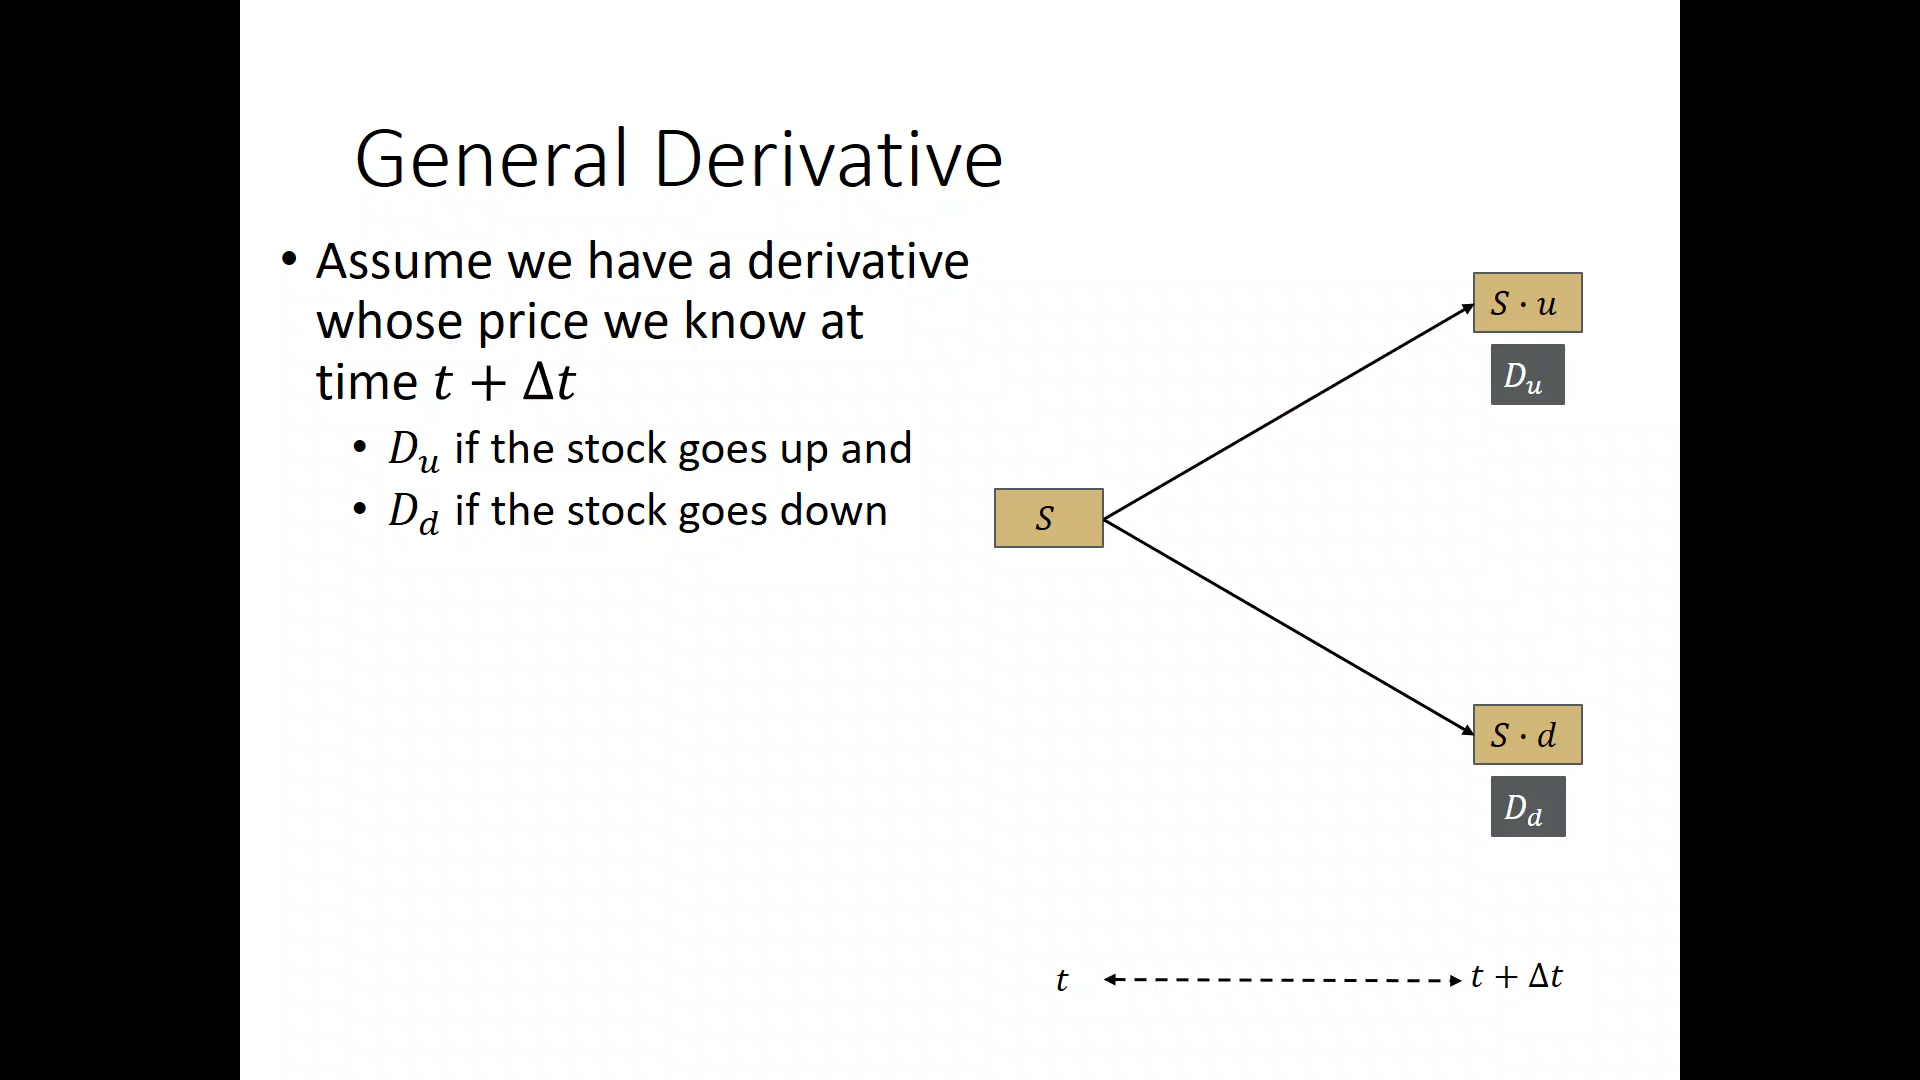 General Derivative
• Assume we have a derivative
whose price we know at
time t + Δt
• D_u if the stock goes up and
• D_d if the stock goes down
S · u
D_u
S
S · d
D_d
t
t + Δt